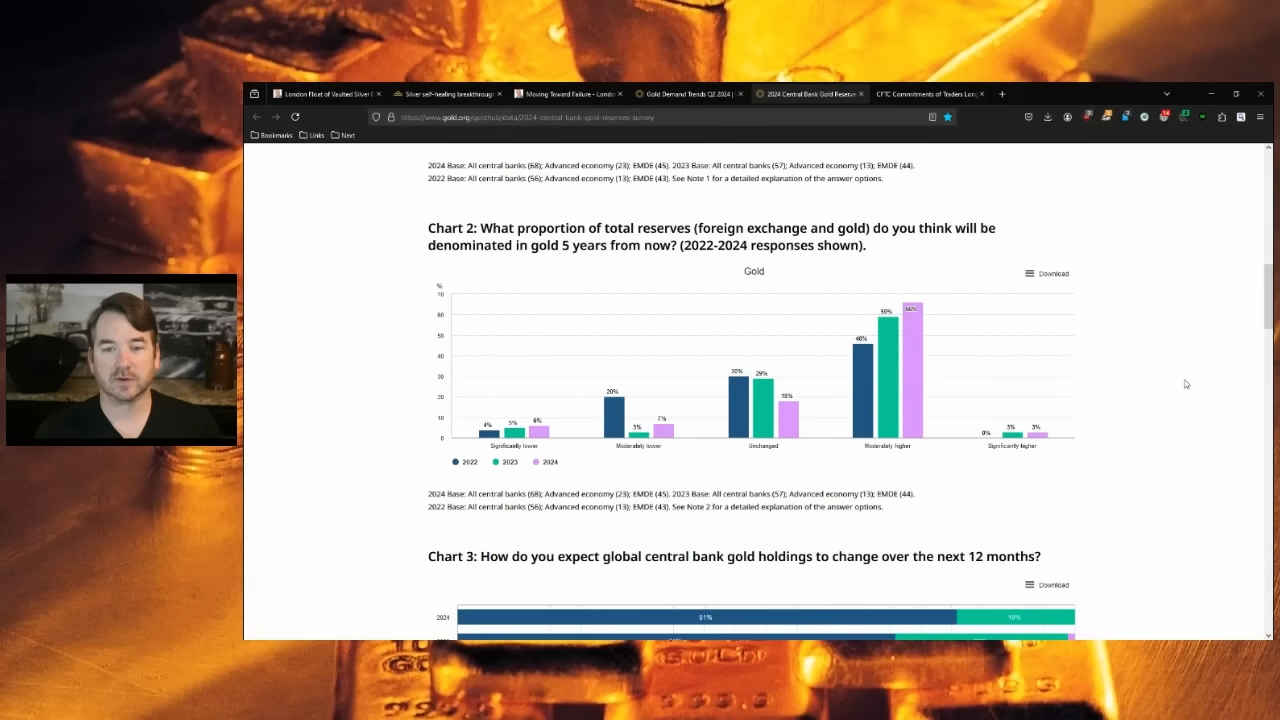 London Float of Vaulted Silver D
Silver self-healing breakthroug
Moving Toward Failure - Londo
Gold Demand Trends Q2 2024 |
2024 Central Bank Gold Reserve
CFTC Commitments of Traders Long
https://www.gold.org/goldhub/data/2024-central-bank-gold-reserves-survey
Bookmarks Links Next
2024 Base: All central banks (68); Advanced economy (23); EMDE (45). 2023 Base: All central banks (57); Advanced economy (13); EMDE (44).
2022 Base: All central banks (56); Advanced economy (13); EMDE (43). See Note 1 for a detailed explanation of the answer options.
Chart 2: What proportion of total reserves (foreign exchange and gold) do you think will be
denominated in gold 5 years from now? (2022-2024 responses shown).
Gold
Download
%
70
60
50
40
30
20
10
0
4% 5% 6%
20% 3% 7%
30% 29% 18%
46% 59% 66%
0% 3% 3%
Significantly lower Moderately lower Unchanged Moderately higher Significantly higher
2022 2023 2024
2024 Base: All central banks (68); Advanced economy (23); EMDE (45). 2023 Base: All central banks (57); Advanced economy (13); EMDE (44).
2022 Base: All central banks (56); Advanced economy (13); EMDE (43). See Note 2 for a detailed explanation of the answer options.
Chart 3: How do you expect global central bank gold holdings to change over the next 12 months?
Download
2024 81% 19%
GOLD
GOLD